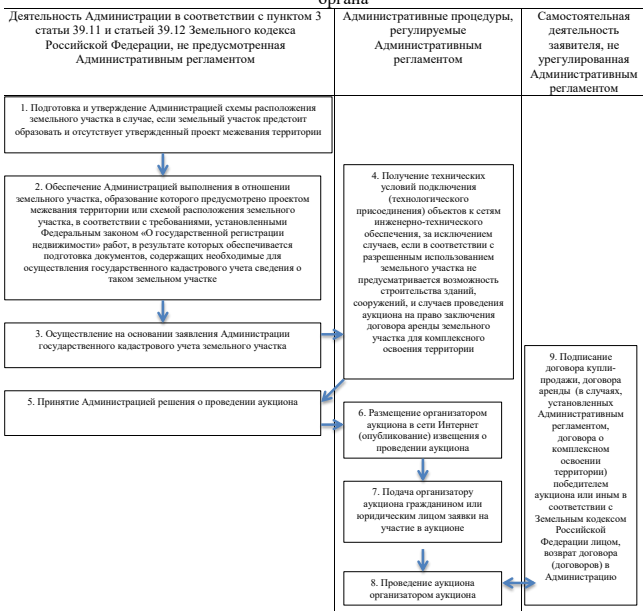 органа
Деятельность Администрации в соответствии с пунктом 3
статьи 39.11 и статьей 39.12 Земельного кодекса
Российской Федерации, не предусмотренная
Административным регламентом
Административные процедуры,
регулируемые
Административным
регламентом
Самостоятельная
деятельность
заявителя, не
урегулированная
Административным
регламентом
1. Подготовка и утверждение Администрацией схемы расположения
земельного участка в случае, если земельный участок предстоит
образовать и отсутствует утвержденный проект межевания территории
2. Обеспечение Администрацией выполнения в отношении
земельного участка, образование которого предусмотрено проектом
межевания территории или схемой расположения земельного
участка, в соответствии с требованиями, установленными
Федеральным законом «О государственной регистрации
недвижимости» работ, в результате которых обеспечивается
подготовка документов, содержащих необходимые для
осуществления государственного кадастрового учета сведения о
таком земельном участке
3. Осуществление на основании заявления Администрации
государственного кадастрового учета земельного участка
4. Получение технических
условий подключения
(технологического
присоединения) объектов к сетям
инженерно-технического
обеспечения, за исключением
случаев, если в соответствии с
разрешенным использованием
земельного участка не
предусматривается возможность
строительства зданий,
сооружений, и случаев проведения
аукциона на право заключения
договора аренды земельного
участка для комплексного
освоения территории
5. Принятие Администрацией решения о проведении аукциона
6. Размещение организатором
аукциона в сети Интернет
(опубликование) извещения о
проведении аукциона
7. Подача организатору
аукциона гражданином или
юридическим лицом заявки на
участие в аукционе
8. Проведение аукциона
организатором аукциона
9. Подписание
договора купли-
продажи, договора
аренды (в случаях,
установленных
Административным
регламентом,
договора о
комплексном
освоении
территории)
победителем
аукциона или иным в
соответствии с
Земельным кодексом
Российской
Федерации лицом,
возврат договора
(договоров) в
Администрацию